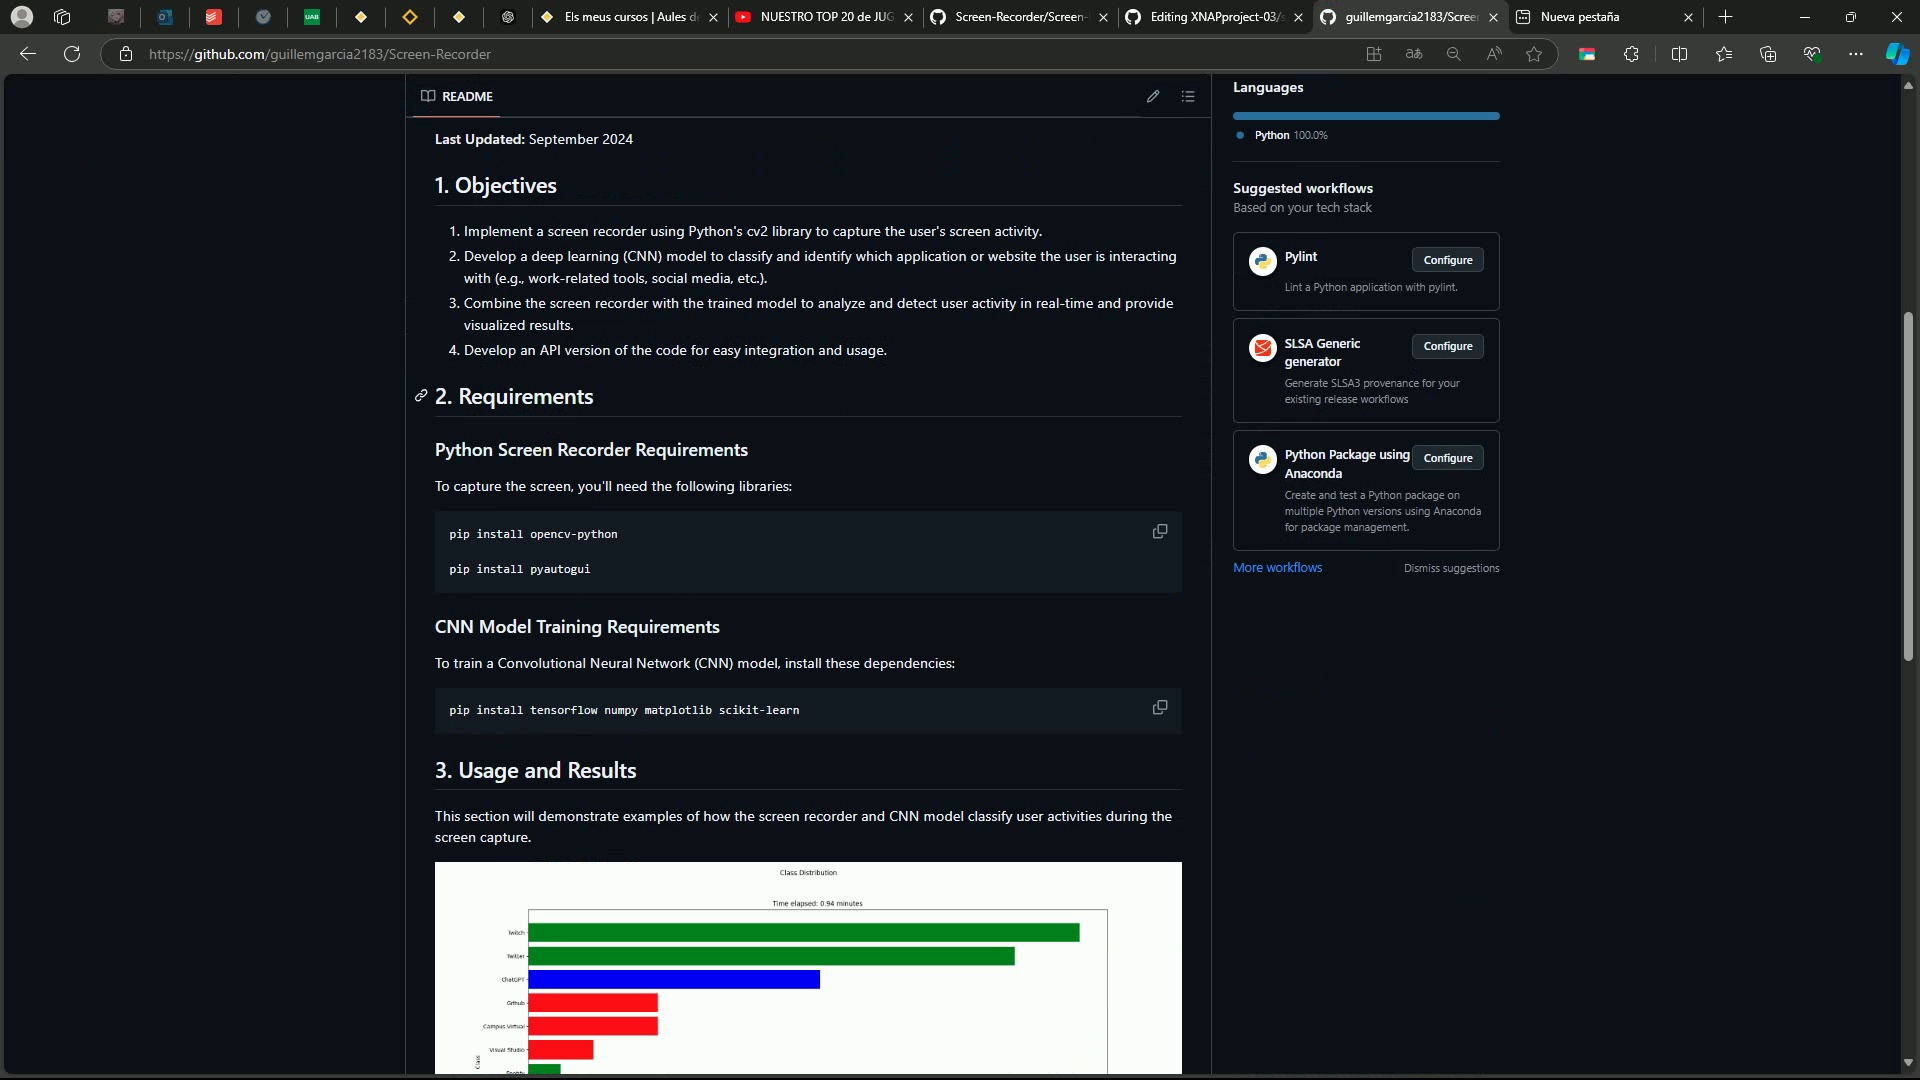 UAB
Els meus cursos | Aules d
NUESTRO TOP 20 de JUG
Screen-Recorder/Screen-
Editing XNAPproject-03/s
guillemgarcia2183/Screen
Nueva pestaña
https://github.com/guillemgarcia2183/Screen-Recorder
README
Last Updated: September 2024
1. Objectives
1. Implement a screen recorder using Python's cv2 library to capture the user's screen activity.
2. Develop a deep learning (CNN) model to classify and identify which application or website the user is interacting
with (e.g., work-related tools, social media, etc.).
3. Combine the screen recorder with the trained model to analyze and detect user activity in real-time and provide
visualized results.
4. Develop an API version of the code for easy integration and usage.
2. Requirements
Python Screen Recorder Requirements
To capture the screen, you'll need the following libraries:
pip install opencv-python
pip install pyautogui
CNN Model Training Requirements
To train a Convolutional Neural Network (CNN) model, install these dependencies:
pip install tensorflow numpy matplotlib scikit-learn
3. Usage and Results
This section will demonstrate examples of how the screen recorder and CNN model classify user activities during the
screen capture.
Class Distribution
Time elapsed: 0.94 minutes
Twitch
Twitter
ChatGPT
Github
Campus Virtual
Visual Studio
Spotify
Class
Languages
Python 100.0%
Suggested workflows
Based on your tech stack
Pylint
Configure
Lint a Python application with pylint.
SLSA Generic
generator
Configure
Generate SLSA3 provenance for your
existing release workflows
Python Package using
Anaconda
Configure
Create and test a Python package on
multiple Python versions using Anaconda
for package management.
More workflows
Dismiss suggestions